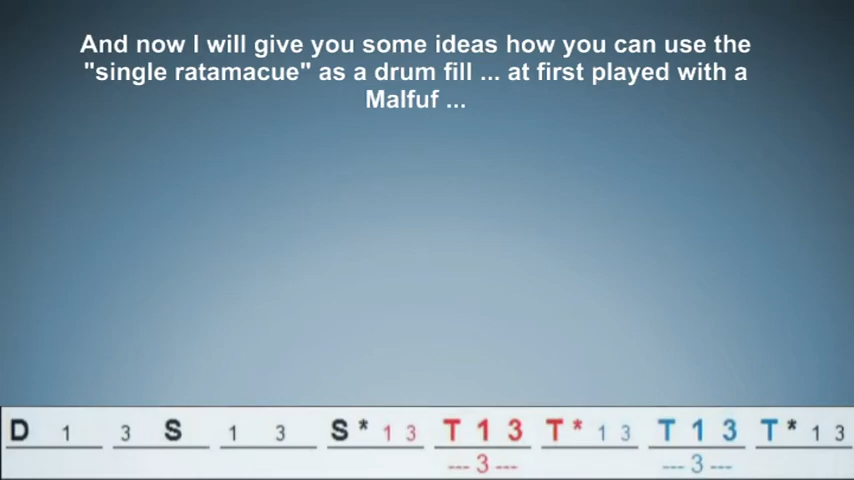 And now I will give you some ideas how you can use the
"single ratamacue" as a drum fill ... at first played with a
Malfuf ...
D 1 3 S 1 3 S * 1 3 T 1 3 T * 1 3 T 1 3 T * 1 3
--- 3 --- --- 3 ---